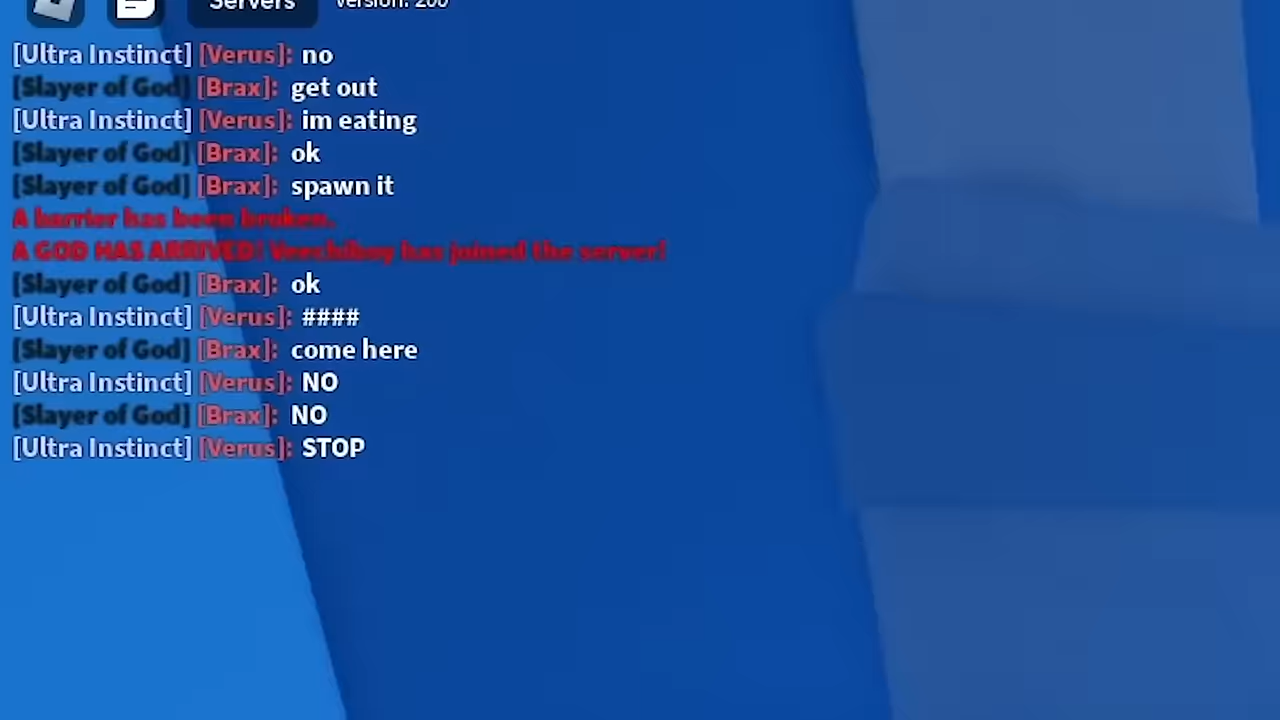 Servers Version: 200
[Ultra Instinct] [Verus]: no
[Slayer of God] [Brax]: get out
[Ultra Instinct] [Verus]: im eating
[Slayer of God] [Brax]: ok
[Slayer of God] [Brax]: spawn it
A barrier has been broken.
A GOD HAS ARRIVED! Veechiboy has joined the server!
[Slayer of God] [Brax]: ok
[Ultra Instinct] [Verus]: ####
[Slayer of God] [Brax]: come here
[Ultra Instinct] [Verus]: NO
[Slayer of God] [Brax]: NO
[Ultra Instinct] [Verus]: STOP